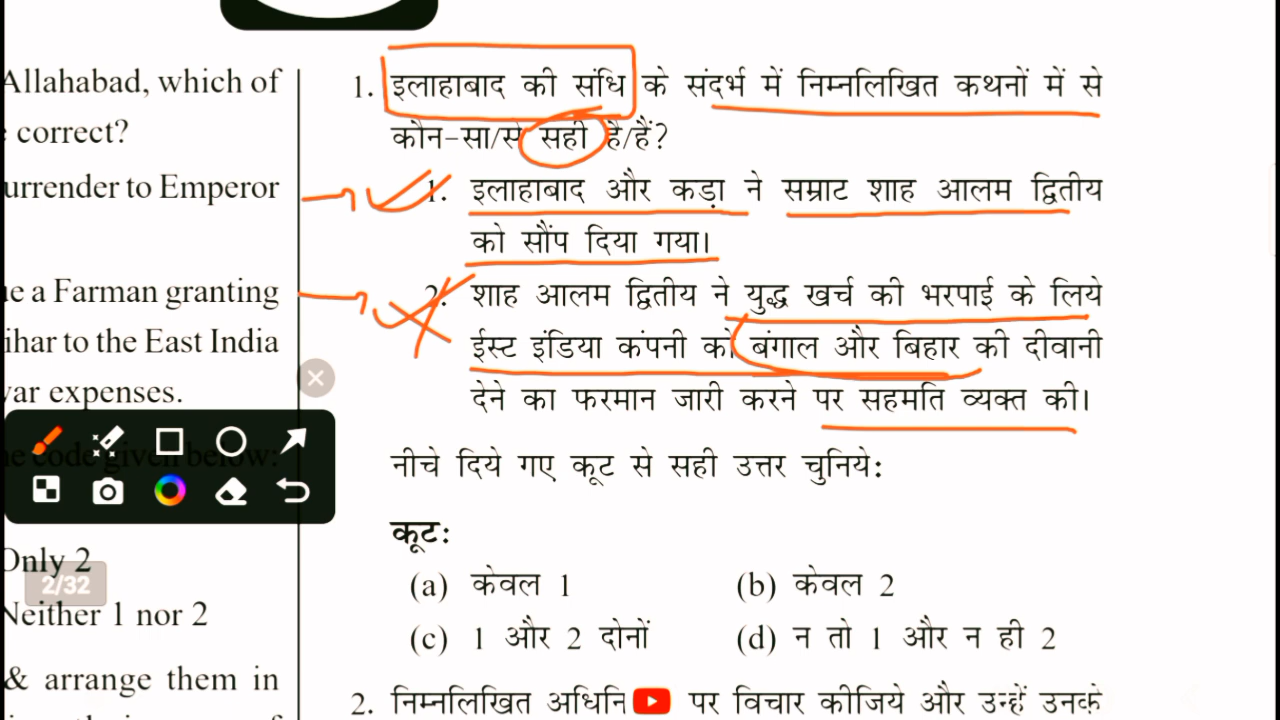 Allahabad, which of
correct?
urrender to Emperor
e a Farman granting
ihar to the East India
var expenses.
e code given below:
Only 2
2/32
Neither 1 nor 2
& arrange them in
1. इलाहाबाद की संधि के संदर्भ में निम्नलिखित कथनों में से
कौन-सा/से सही है/हैं?
1. इलाहाबाद और कड़ा ने सम्राट शाह आलम द्वितीय
को सौंप दिया गया।
2. शाह आलम द्वितीय ने युद्ध खर्च की भरपाई के लिये
ईस्ट इंडिया कंपनी को बंगाल और बिहार की दीवानी
देने का फरमान जारी करने पर सहमति व्यक्त की।
नीचे दिये गए कूट से सही उत्तर चुनिये:
कूट:
(a) केवल 1 (b) केवल 2
(c) 1 और 2 दोनों (d) न तो 1 और न ही 2
2. निम्नलिखित अधिनि पर विचार कीजिये और उन्हें उनके